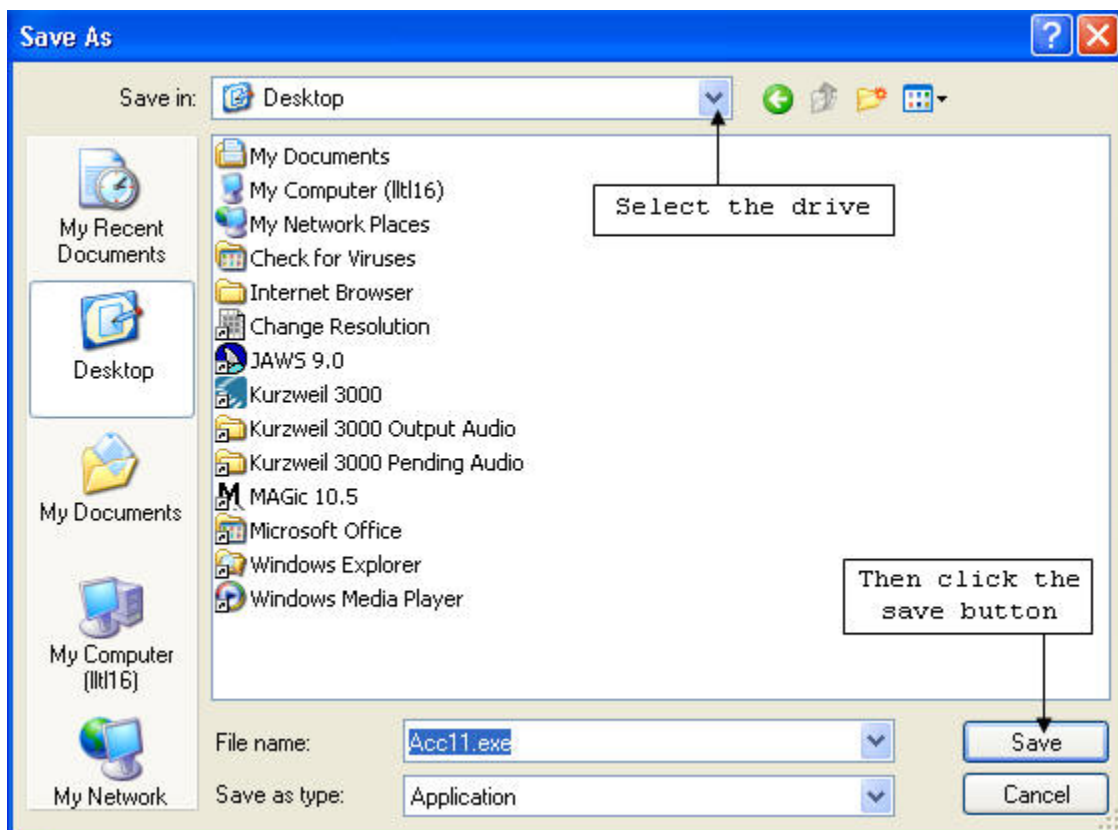 Save As
Save in:
Desktop
My Recent
Documents
Desktop
My Documents
My Computer
(lltl16)
My Network
My Documents
My Computer (lltl16)
My Network Places
Check for Viruses
Internet Browser
Change Resolution
JAWS 9.0
Kurzweil 3000
Kurzweil 3000 Output Audio
Kurzweil 3000 Pending Audio
MAGic 10.5
Microsoft Office
Windows Explorer
Windows Media Player
Select the drive
Then click the
save button
File name:
Acc11.exe
Save
Save as type:
Application
Cancel